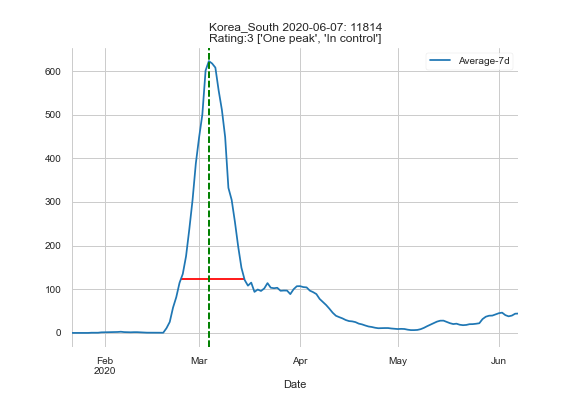 Korea_South 2020-06-07: 11814
Rating:3 ['One peak', 'In control']
Average-7d
600
500
400
300
200
100
0
Feb
2020
Mar
Apr
May
Jun
Date